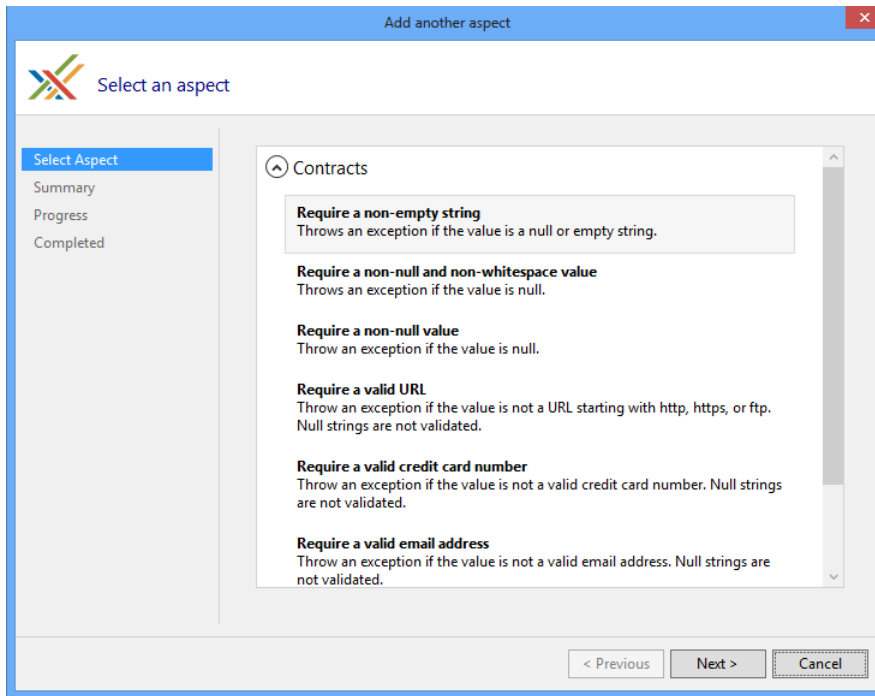 Add another aspect
Select an aspect
Select Aspect
Summary
Progress
Completed
Contracts
Require a non-empty string
Throws an exception if the value is a null or empty string.
Require a non-null and non-whitespace value
Throws an exception if the value is null.
Require a non-null value
Throw an exception if the value is null.
Require a valid URL
Throw an exception if the value is not a URL starting with http, https, or ftp.
Null strings are not validated.
Require a valid credit card number
Throw an exception if the value is not a valid credit card number. Null strings
are not validated.
Require a valid email address
Throw an exception if the value is not a valid email address. Null strings are
not validated.
< Previous
Next >
Cancel